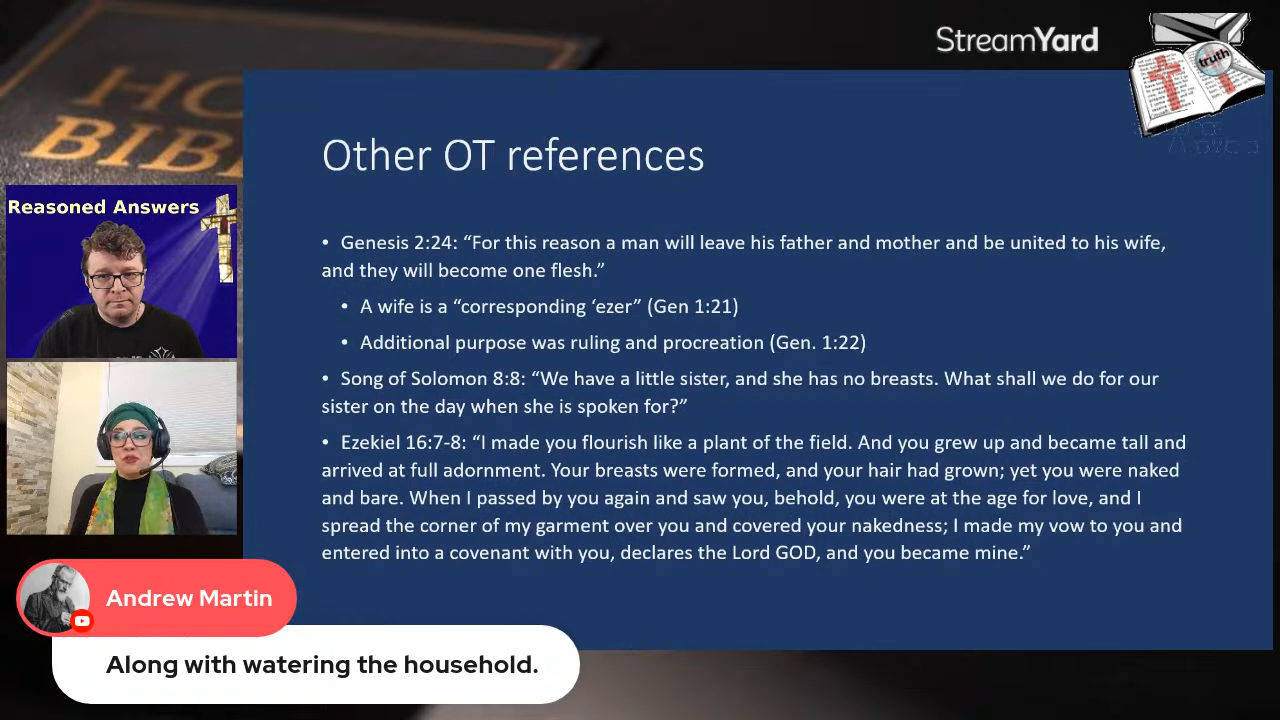 HO
BIB
StreamYard
truth
Other OT references
• Genesis 2:24: “For this reason a man will leave his father and mother and be united to his wife,
and they will become one flesh.”
• A wife is a “corresponding ‘ezer” (Gen 1:21)
• Additional purpose was ruling and procreation (Gen. 1:22)
• Song of Solomon 8:8: “We have a little sister, and she has no breasts. What shall we do for our
sister on the day when she is spoken for?”
• Ezekiel 16:7-8: “I made you flourish like a plant of the field. And you grew up and became tall and
arrived at full adornment. Your breasts were formed, and your hair had grown; yet you were naked
and bare. When I passed by you again and saw you, behold, you were at the age for love, and I
spread the corner of my garment over you and covered your nakedness; I made my vow to you and
entered into a covenant with you, declares the Lord GOD, and you became mine.”
Reasoned Answers
Andrew Martin
Along with watering the household.